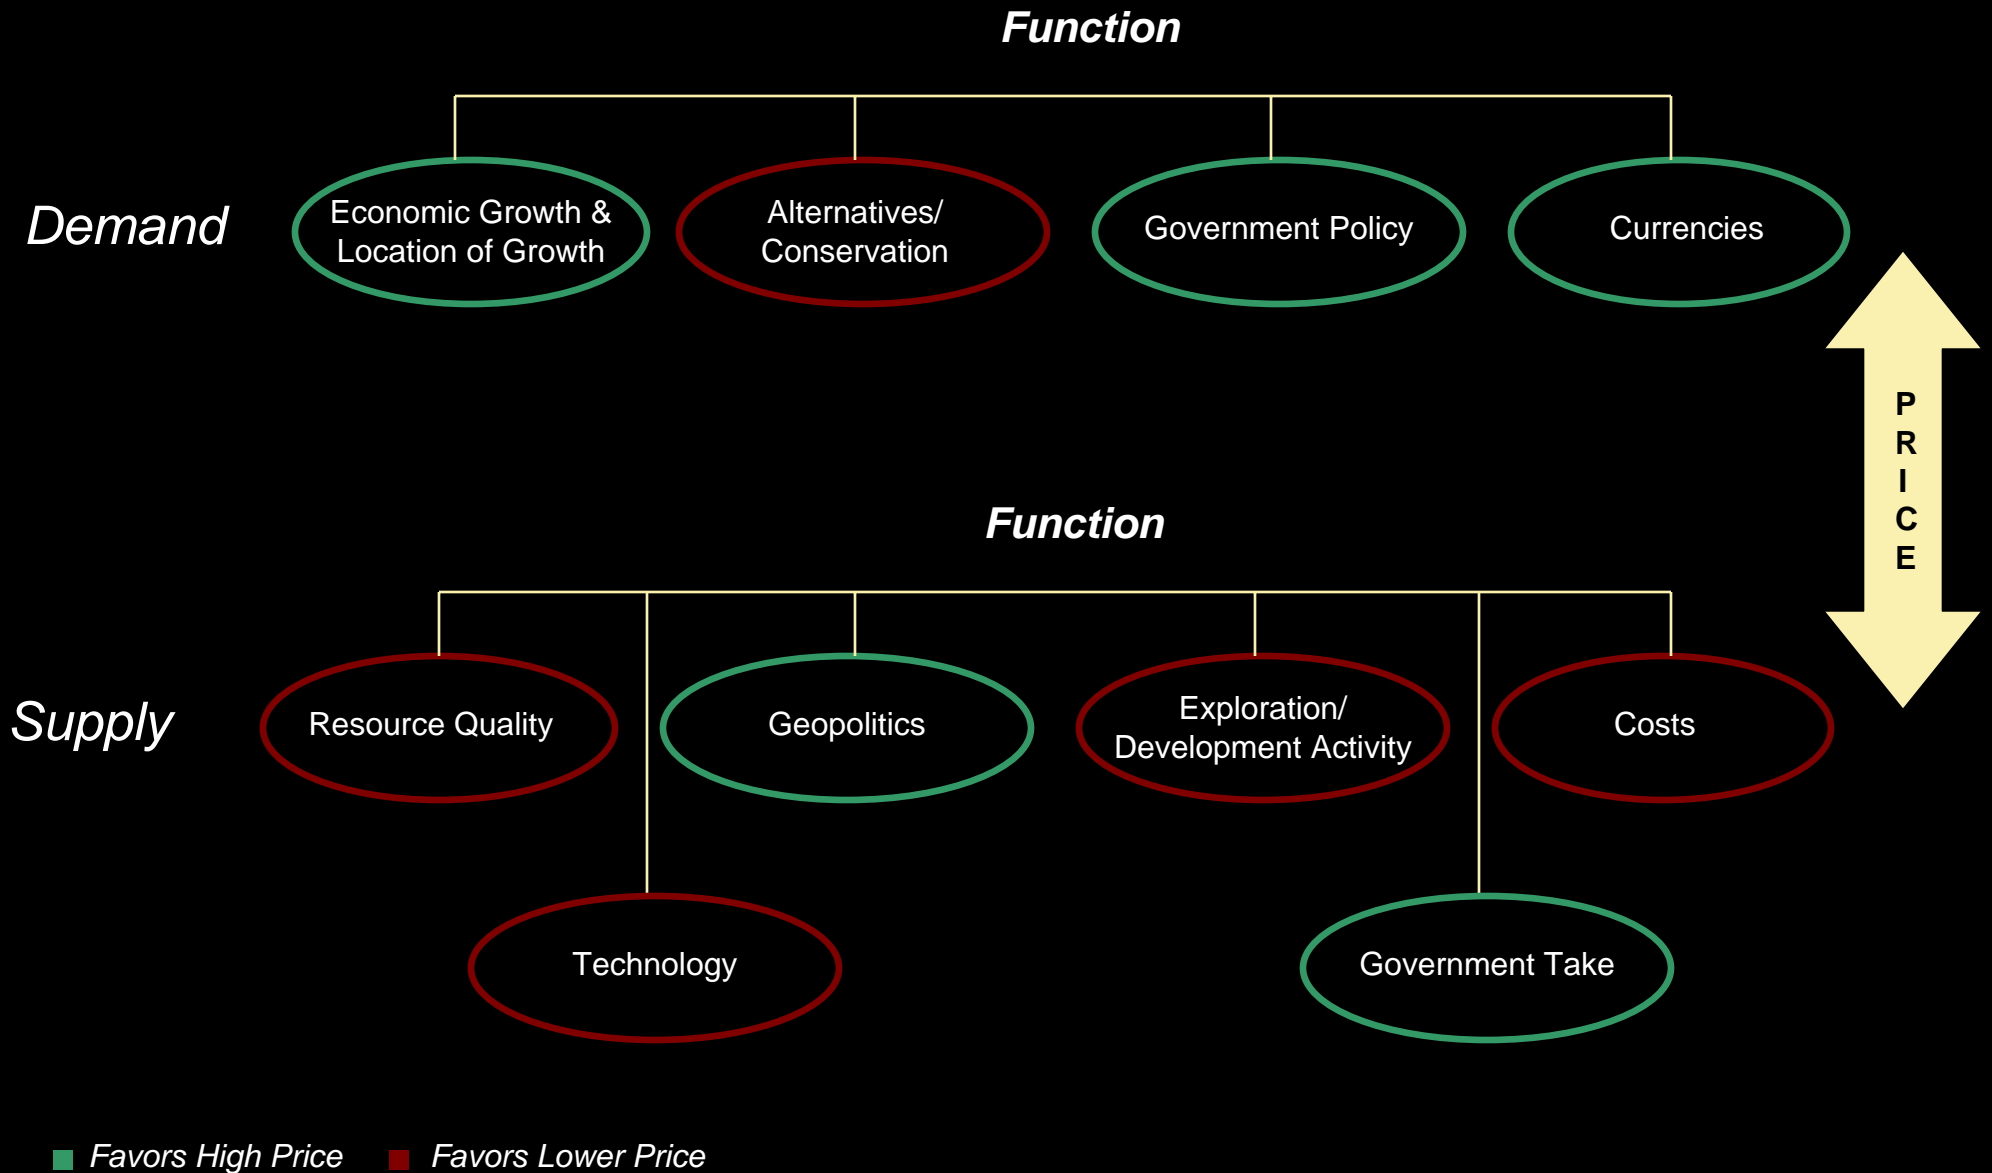 Function
Demand
Economic Growth &
Location of Growth
Alternatives/
Conservation
Government Policy
Currencies
P
R
I
C
E
Function
Supply
Resource Quality
Geopolitics
Exploration/
Development Activity
Costs
Technology
Government Take
Favors High Price
Favors Lower Price